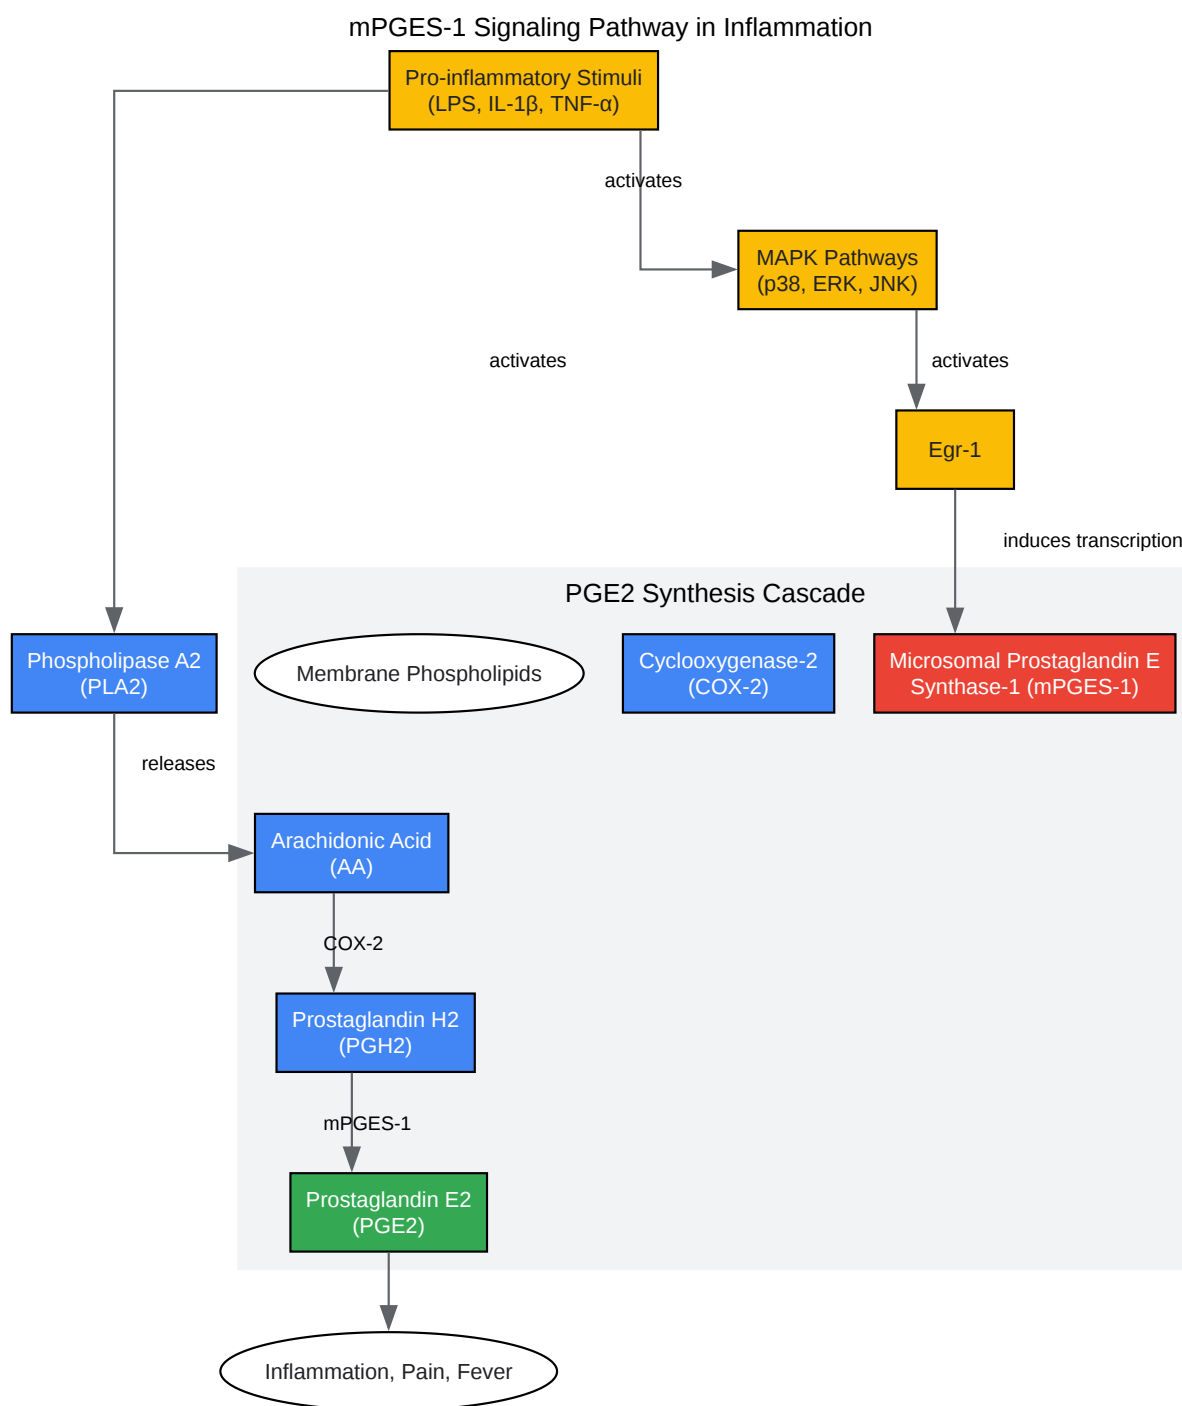 mPGES-1 Signaling Pathway in Inflammation
Pro-inflammatory Stimuli
(LPS, IL-1β, TNF-α)
activates
MAPK Pathways
(p38, ERK, JNK)
activates
activates
Egr-1
induces transcription
PGE2 Synthesis Cascade
Phospholipase A2
(PLA2)
Membrane Phospholipids
Cyclooxygenase-2
(COX-2)
Microsomal Prostaglandin E
Synthase-1 (mPGES-1)
releases
Arachidonic Acid
(AA)
COX-2
Prostaglandin H2
(PGH2)
mPGES-1
Prostaglandin E2
(PGE2)
Inflammation, Pain, Fever